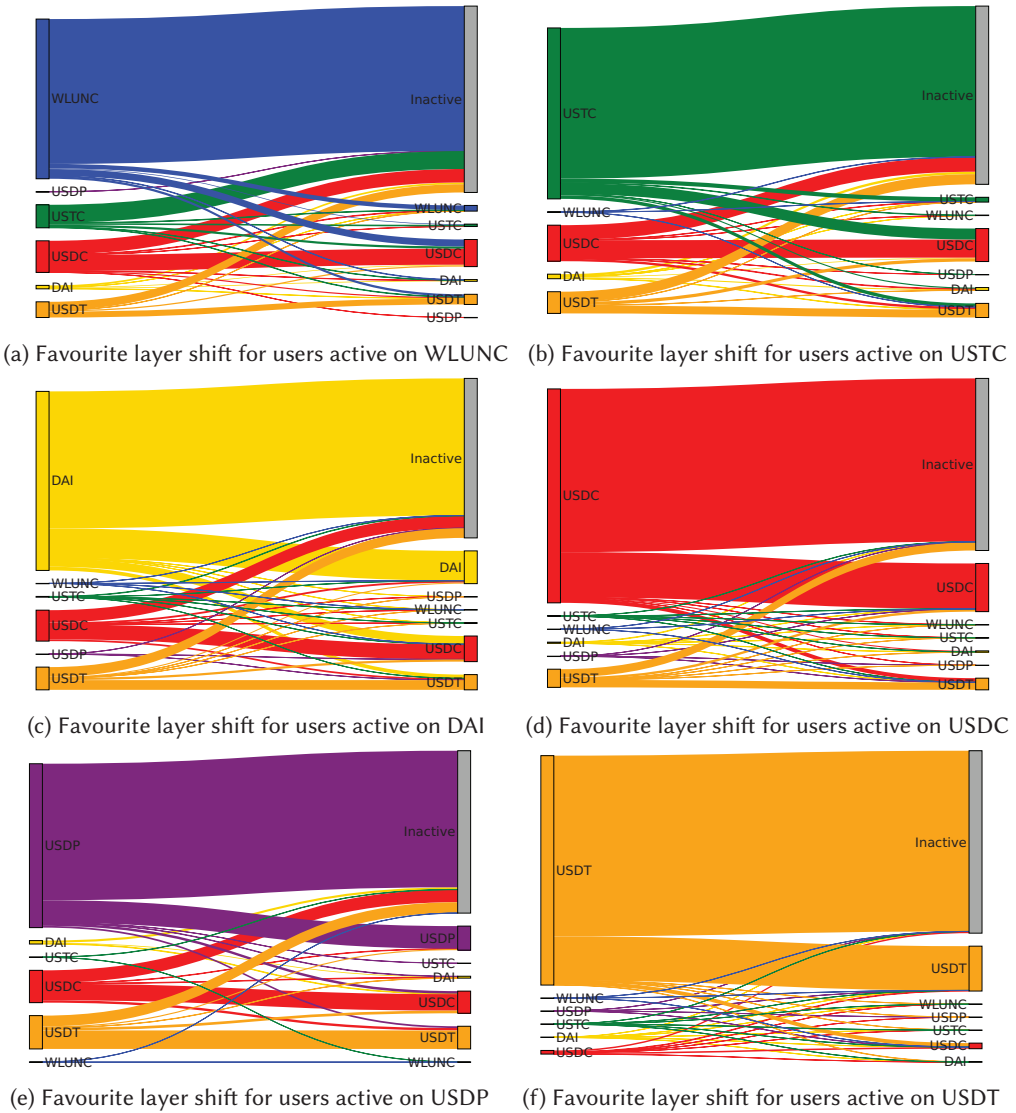 WLUNC
USDP
USTC
USDC
DAI
USDT
Inactive
WLUNC
USTC
USDC
DAI
USDT
USDP
(a) Favourite layer shift for users active on WLUNC
USTC
WLUNC
USDC
DAI
USDT
Inactive
USTC
WLUNC
USDC
USDP
DAI
USDT
(b) Favourite layer shift for users active on USTC
DAI
WLUNC
USTC
USDC
USDP
USDT
Inactive
DAI
USDP
WLUNC
USTC
USDC
USDT
(c) Favourite layer shift for users active on DAI
USDC
USTC
WLUNC
DAI
USDP
USDT
Inactive
USDC
WLUNC
USTC
DAI
USDP
USDT
(d) Favourite layer shift for users active on USDC
USDP
DAI
USTC
USDC
USDT
WLUNC
Inactive
USDP
USTC
DAI
USDC
USDT
WLUNC
(e) Favourite layer shift for users active on USDP
USDT
WLUNC
USDP
USTC
DAI
USDC
Inactive
USDT
WLUNC
USDP
USTC
USDC
DAI
(f) Favourite layer shift for users active on USDT